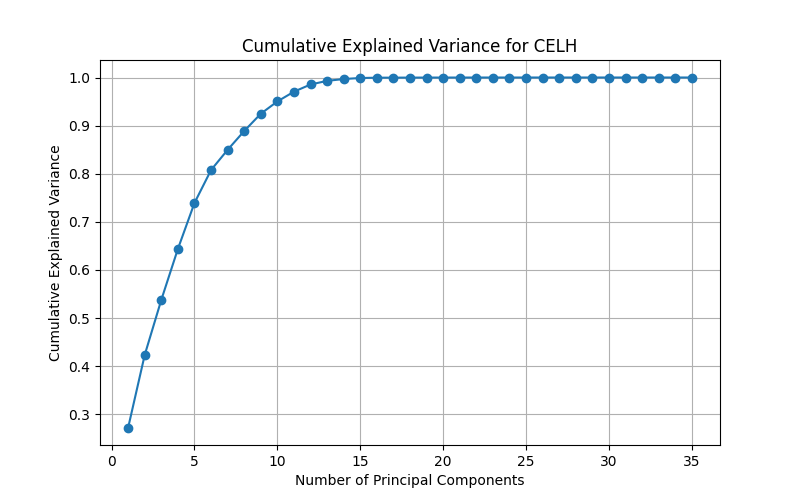 Cumulative Explained Variance for CELH
Cumulative Explained Variance
1.0
0.9
0.8
0.7
0.6
0.5
0.4
0.3
0 5 10 15 20 25 30 35
Number of Principal Components